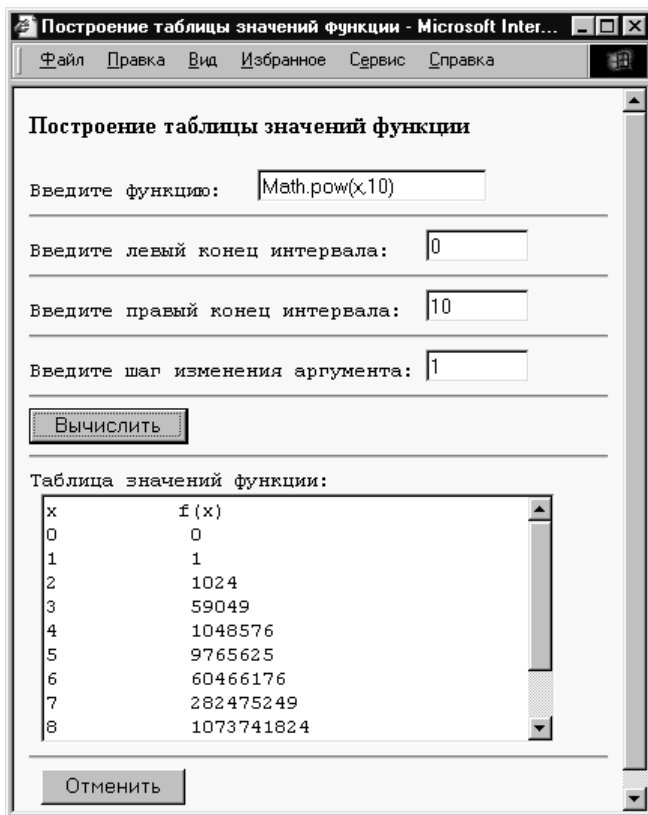 Построение таблицы значений функции - Microsoft Inter...
Файл Правка Вид Избранное Сервис Справка
Построение таблицы значений функции
Введите функцию: Math.pow(x,10)
Введите левый конец интервала: 0
Введите правый конец интервала: 10
Введите шаг изменения аргумента: 1
Вычислить
Таблица значений функции:
x f(x)
0 0
1 1
2 1024
3 59049
4 1048576
5 9765625
6 60466176
7 282475249
8 1073741824
Отменить